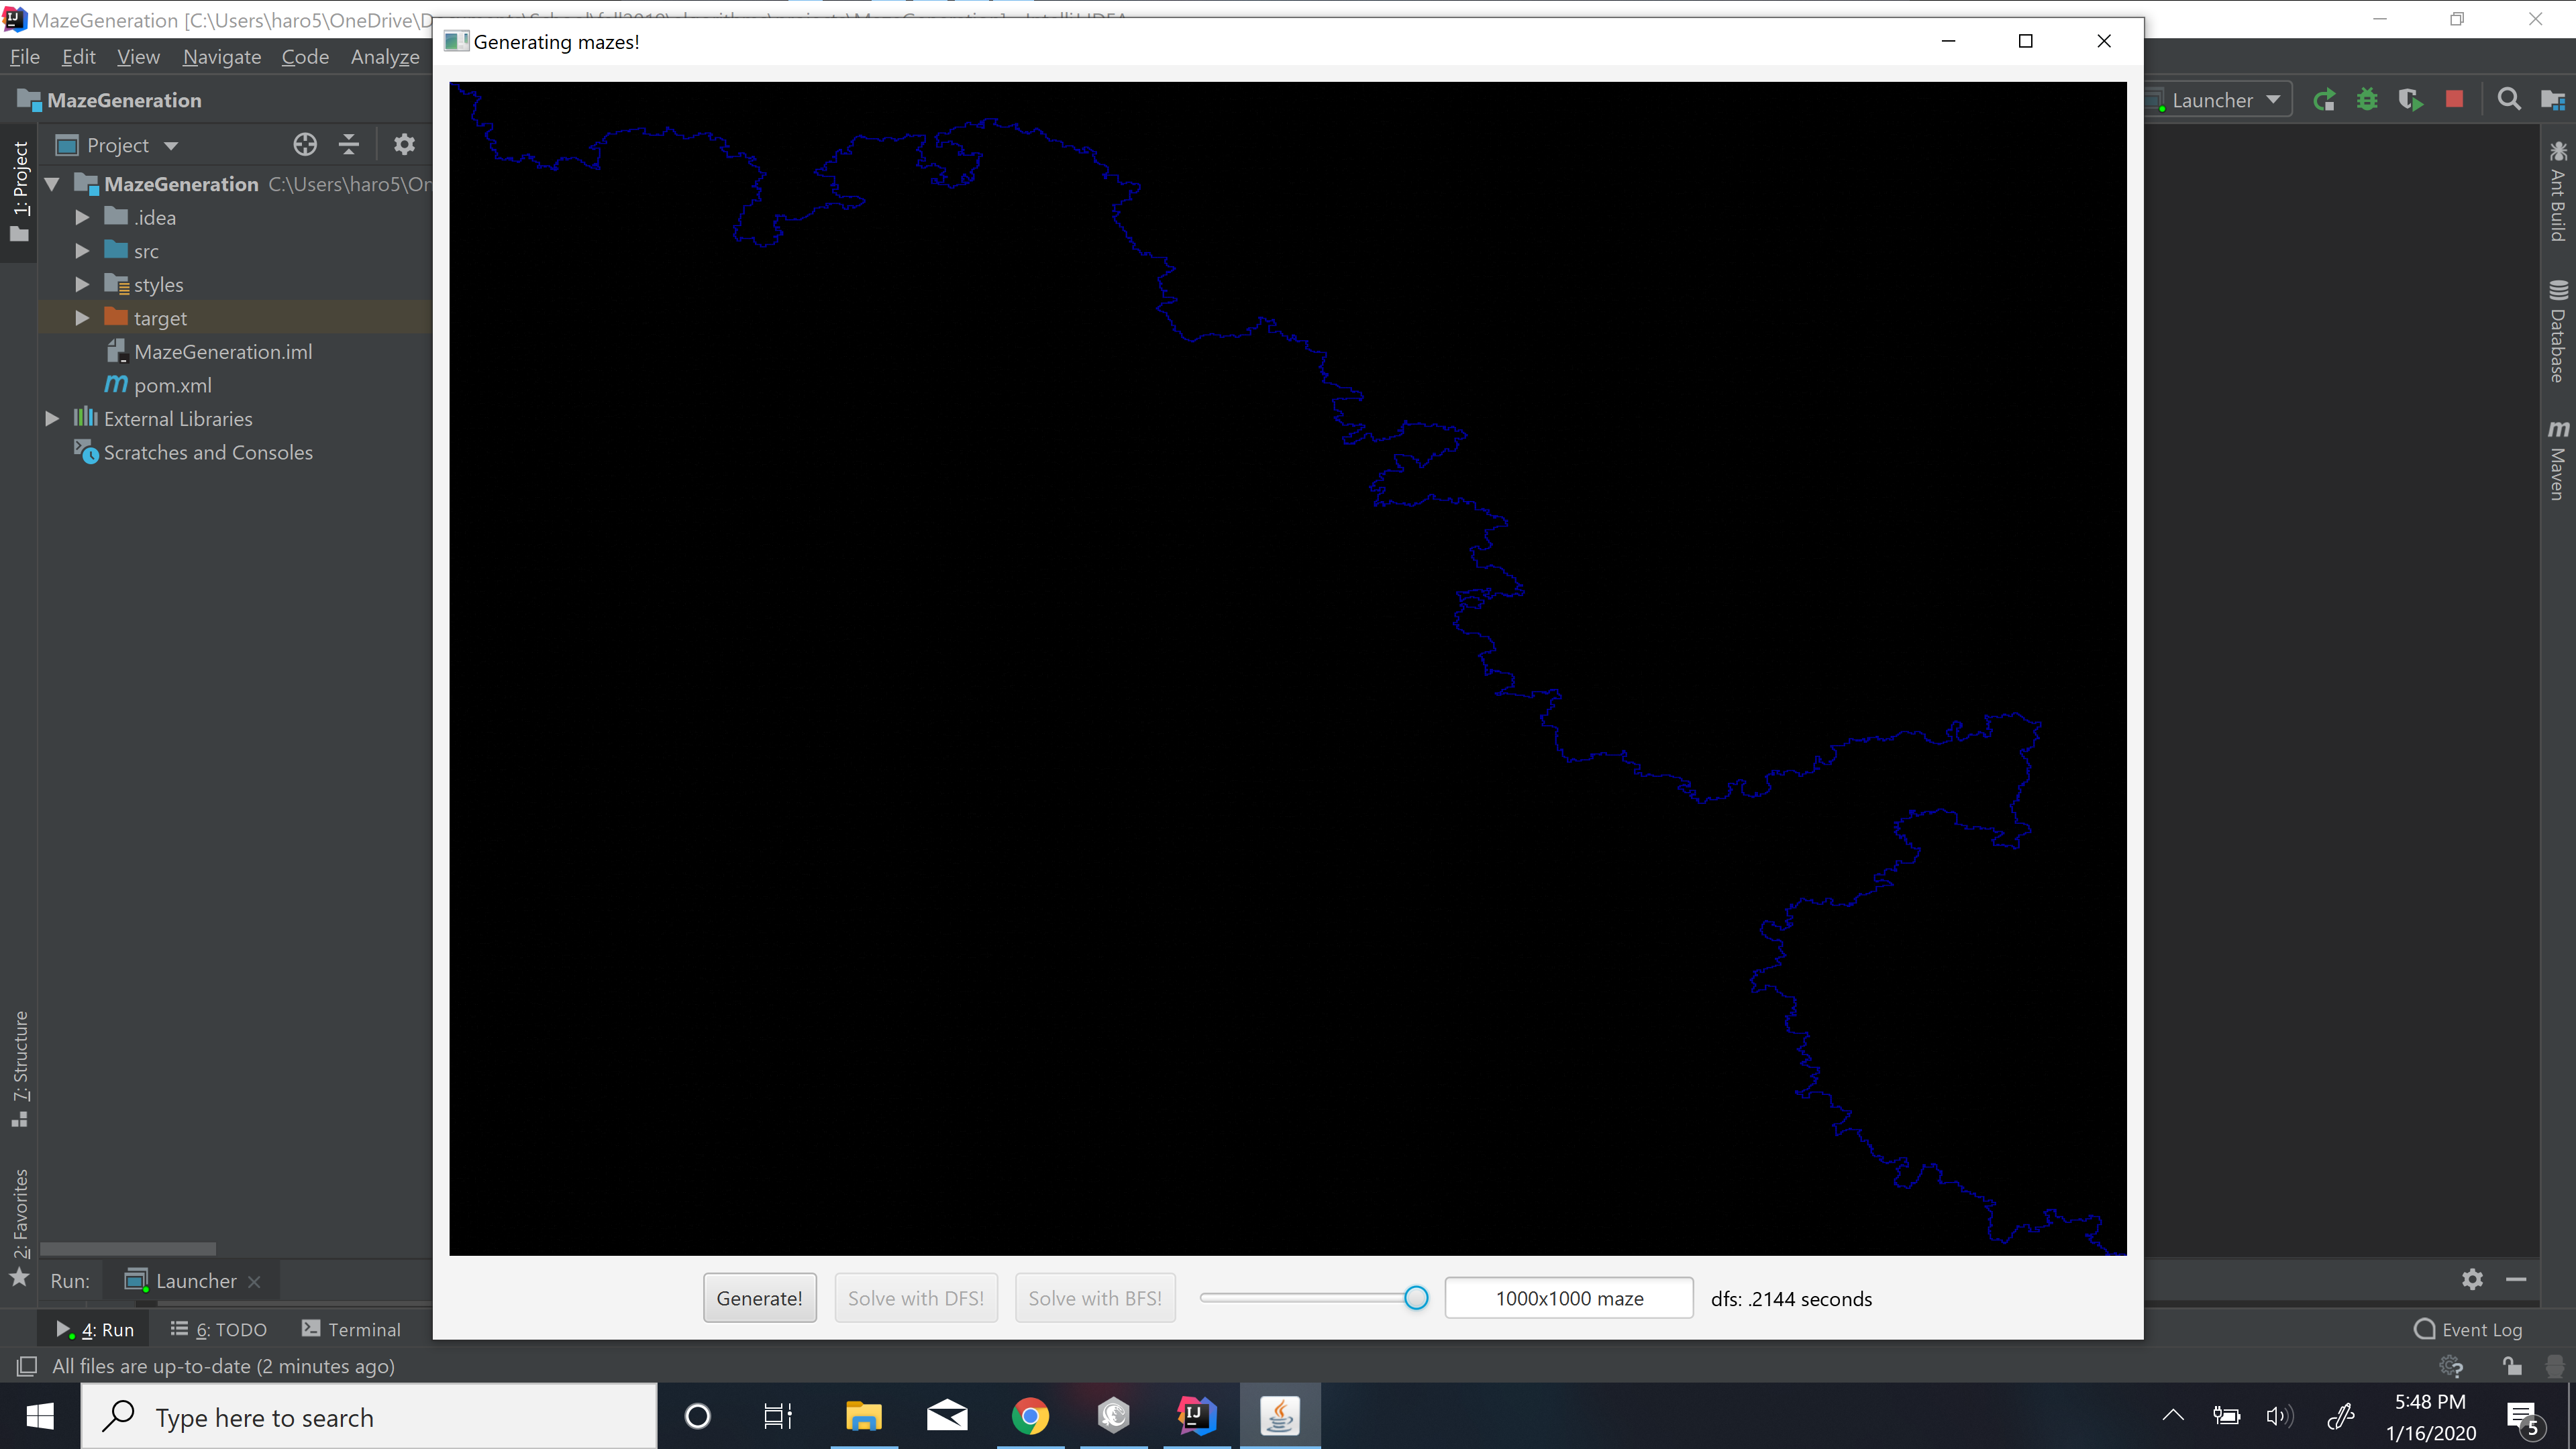 MazeGeneration [C:\Users\haro5\OneDrive\D
Generating mazes!
File Edit View Navigate Code Analyze
MazeGeneration
Launcher
Project
MazeGeneration C:\Users\haro5\On
.idea
src
styles
target
MazeGeneration.iml
m pom.xml
External Libraries
Scratches and Consoles
1: Project
7: Structure
2: Favorites
Ant Build
Database
m Maven
Generate! Solve with DFS! Solve with BFS! 1000x1000 maze dfs: .2144 seconds
Run: Launcher
4: Run 6: TODO Terminal
Event Log
All files are up-to-date (2 minutes ago)
Type here to search
IJ
5:48 PM
1/16/2020
5